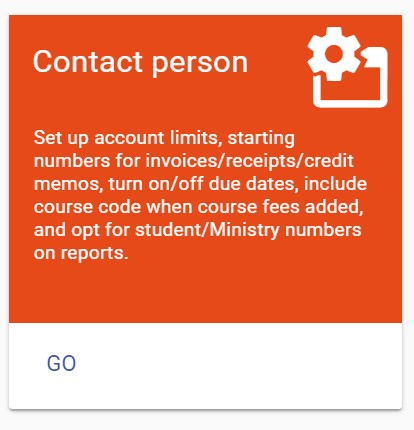 Contact person
Set up account limits, starting
numbers for invoices/receipts/credit
memos, turn on/off due dates, include
course code when course fees added,
and opt for student/Ministry numbers
on reports.
GO